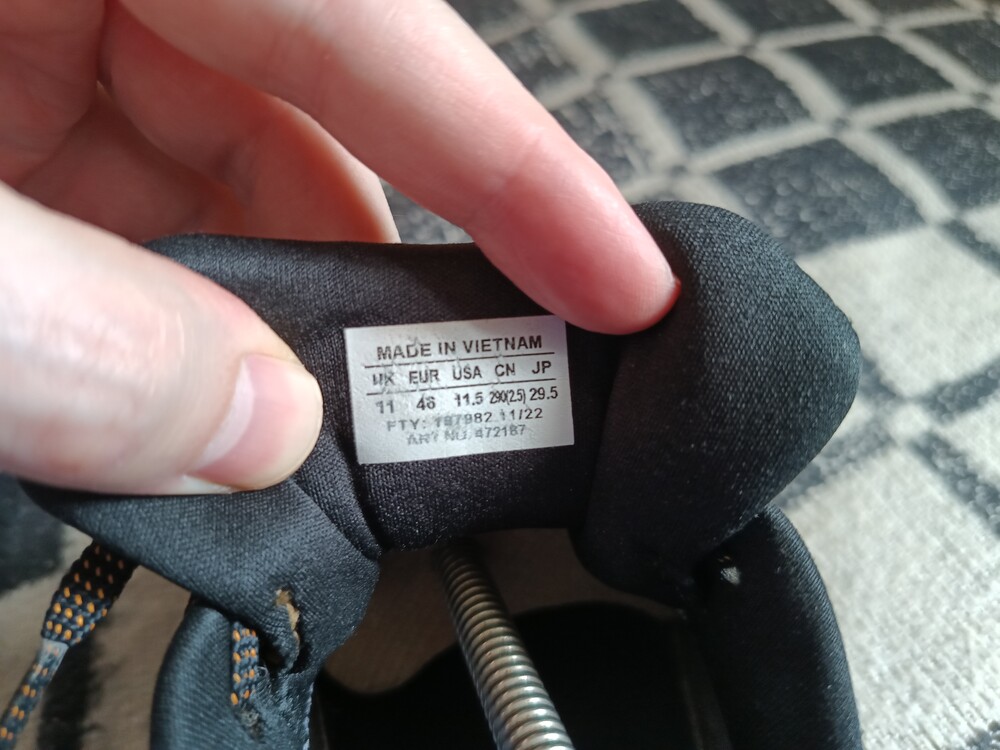 MADE IN VIETNAM
UK EUR USA CN JP
11 46 11.5 290(2.5) 29.5
FTY: 197982 11/22
ART NO. 472187